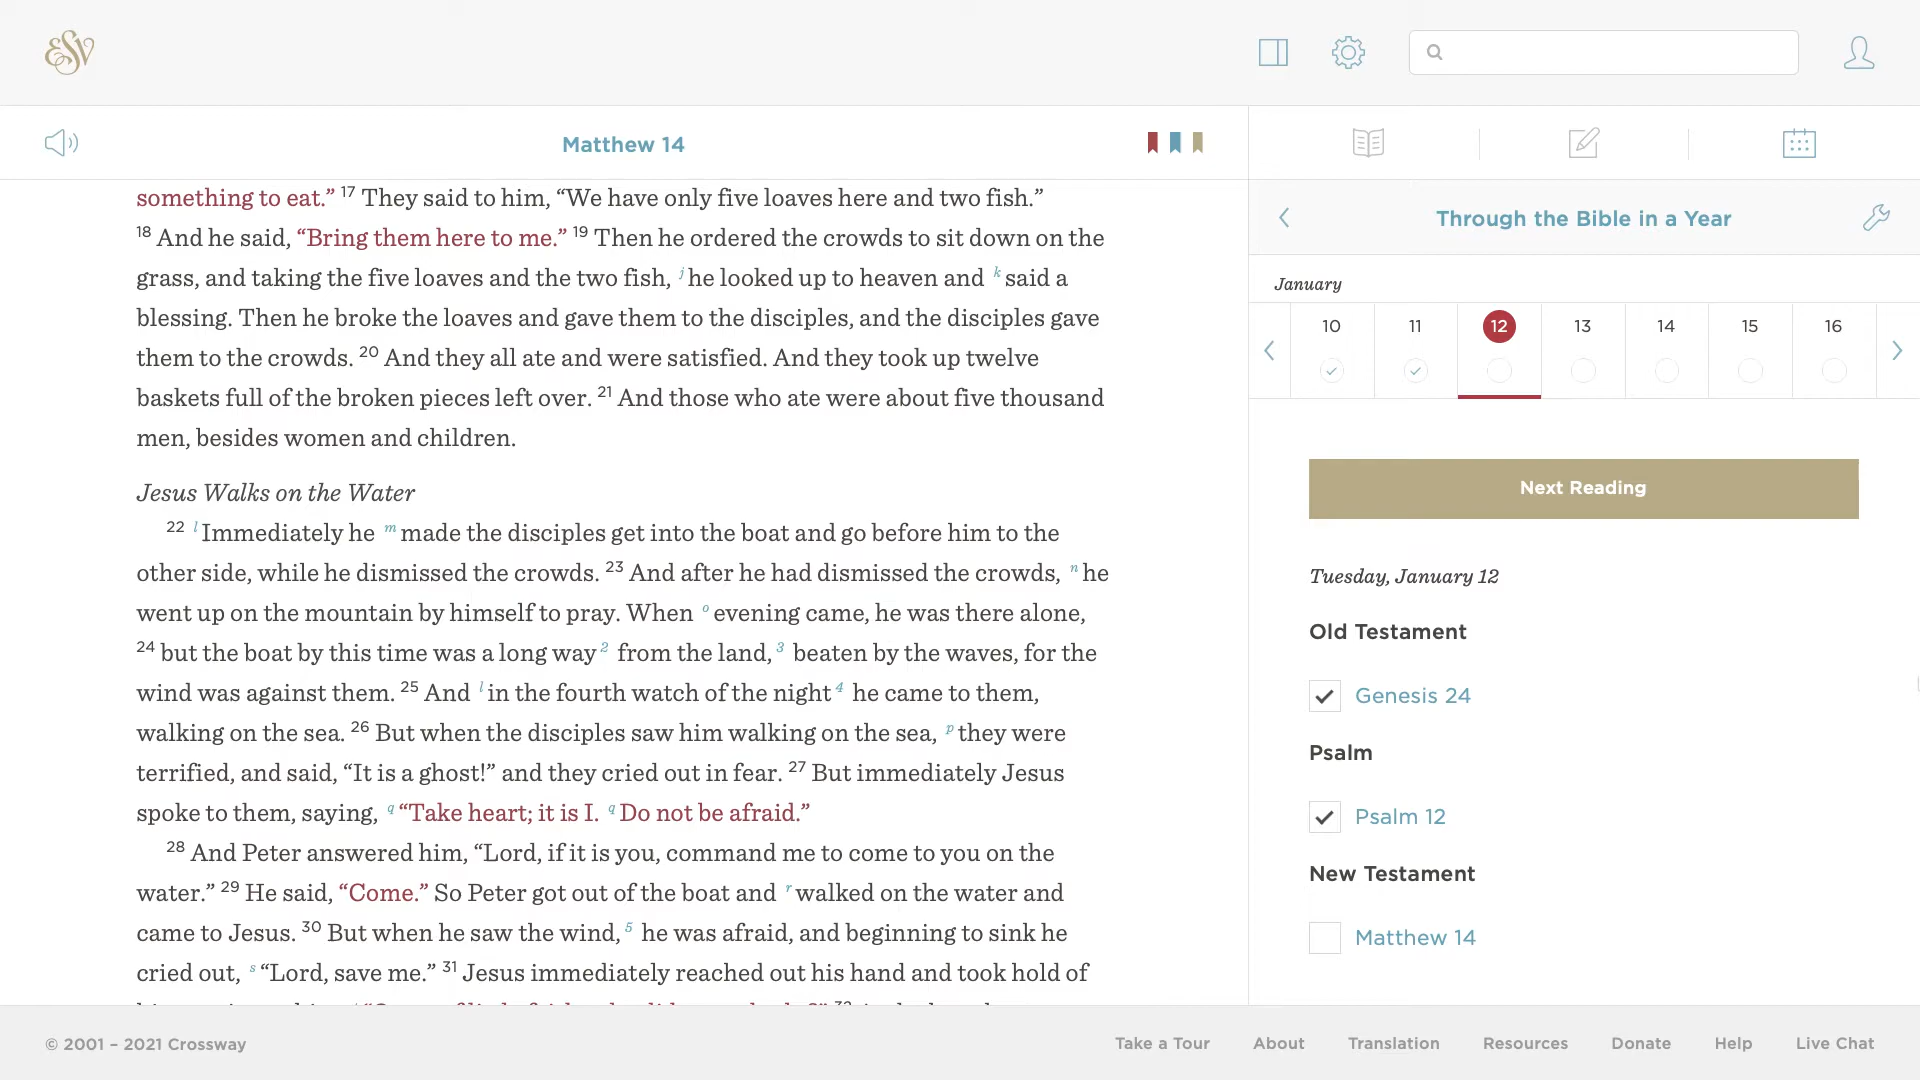 ESV
Matthew 14
something to eat.” 17 They said to him, “We have only five loaves here and two fish.”
18 And he said, “Bring them here to me.” 19 Then he ordered the crowds to sit down on the
grass, and taking the five loaves and the two fish, j he looked up to heaven and k said a
blessing. Then he broke the loaves and gave them to the disciples, and the disciples gave
them to the crowds. 20 And they all ate and were satisfied. And they took up twelve
baskets full of the broken pieces left over. 21 And those who ate were about five thousand
men, besides women and children.
Jesus Walks on the Water
22 l Immediately he m made the disciples get into the boat and go before him to the
other side, while he dismissed the crowds. 23 And after he had dismissed the crowds, n he
went up on the mountain by himself to pray. When o evening came, he was there alone,
24 but the boat by this time was a long way 2 from the land, 3 beaten by the waves, for the
wind was against them. 25 And l in the fourth watch of the night 4 he came to them,
walking on the sea. 26 But when the disciples saw him walking on the sea, p they were
terrified, and said, “It is a ghost!” and they cried out in fear. 27 But immediately Jesus
spoke to them, saying, q “Take heart; it is I. q Do not be afraid.”
28 And Peter answered him, “Lord, if it is you, command me to come to you on the
water.” 29 He said, “Come.” So Peter got out of the boat and r walked on the water and
came to Jesus. 30 But when he saw the wind, 5 he was afraid, and beginning to sink he
cried out, s “Lord, save me.” 31 Jesus immediately reached out his hand and took hold of
Through the Bible in a Year
January
10 11 12 13 14 15 16
Next Reading
Tuesday, January 12
Old Testament
Genesis 24
Psalm
Psalm 12
New Testament
Matthew 14
© 2001 – 2021 Crossway
Take a Tour About Translation Resources Donate Help Live Chat